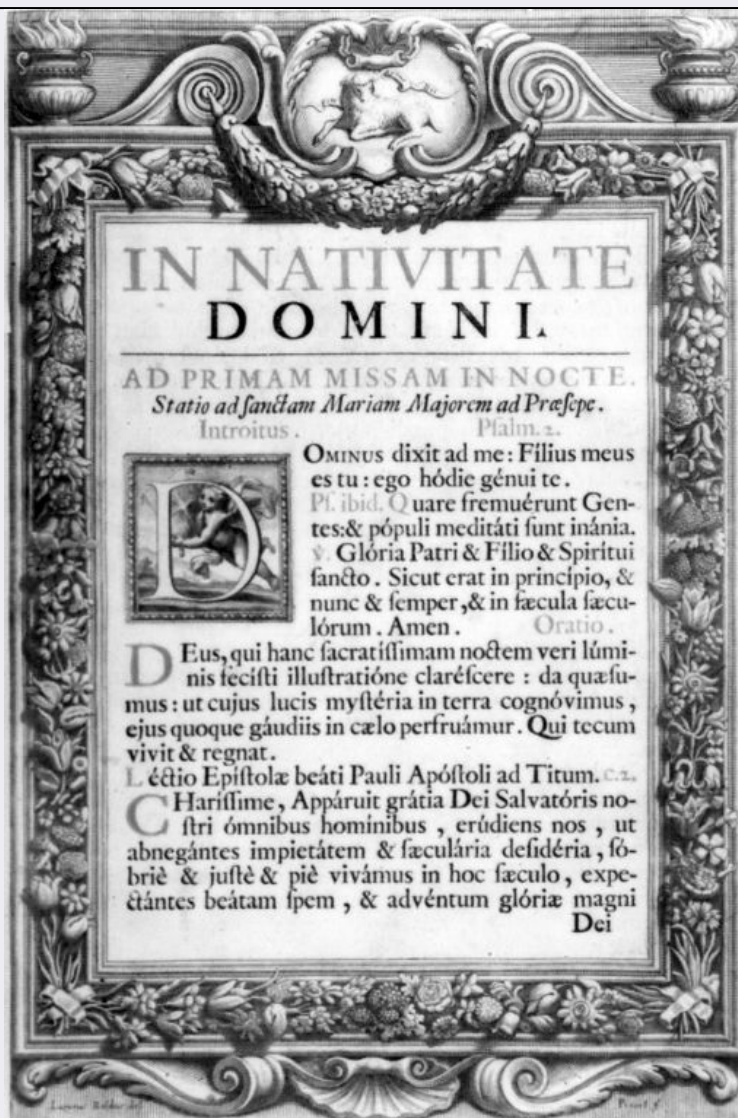 IN NATIVITATE
DOMINI.
AD PRIMAM MISSAM IN NOCTE.
Statio ad ſanctam Mariam Majorem ad Præſepe.
Introitus. Pſalm. 2.
DOMINUS dixit ad me: Fílius meus
es tu: ego hódie génui te.
Pſ. ibid. Quare fremuérunt Gen-
tes:& pópuli meditáti ſunt inánia.
℣. Glória Patri & Fílio & Spirítui
ſancto. Sicut erat in princípio, &
nunc & ſemper,& in ſæcula ſæcu-
lórum. Amen. Oratio.
DEus, qui hanc ſacratíſſimam noctem veri lúmi-
nis feciſti illuſtratióne claréſcere : da quæſu-
mus: ut cujus lucis myſtéria in terra cognóvimus,
ejus quoque gáudiis in cælo perfruámur. Qui tecum
vivit & regnat.
Léctio Epíſtolæ beáti Pauli Apóſtoli ad Titum. c.2.
CHaríſſime, Appáruit grátia Dei Salvatóris no-
ſtri ómnibus homínibus, erúdiens nos, ut
abnegántes impietátem & ſæculária deſidéria, ſó-
briè & juſtè & piè vivámus in hoc ſæculo, expe-
ctántes beátam ſpem, & advéntum glóriæ magni
Dei